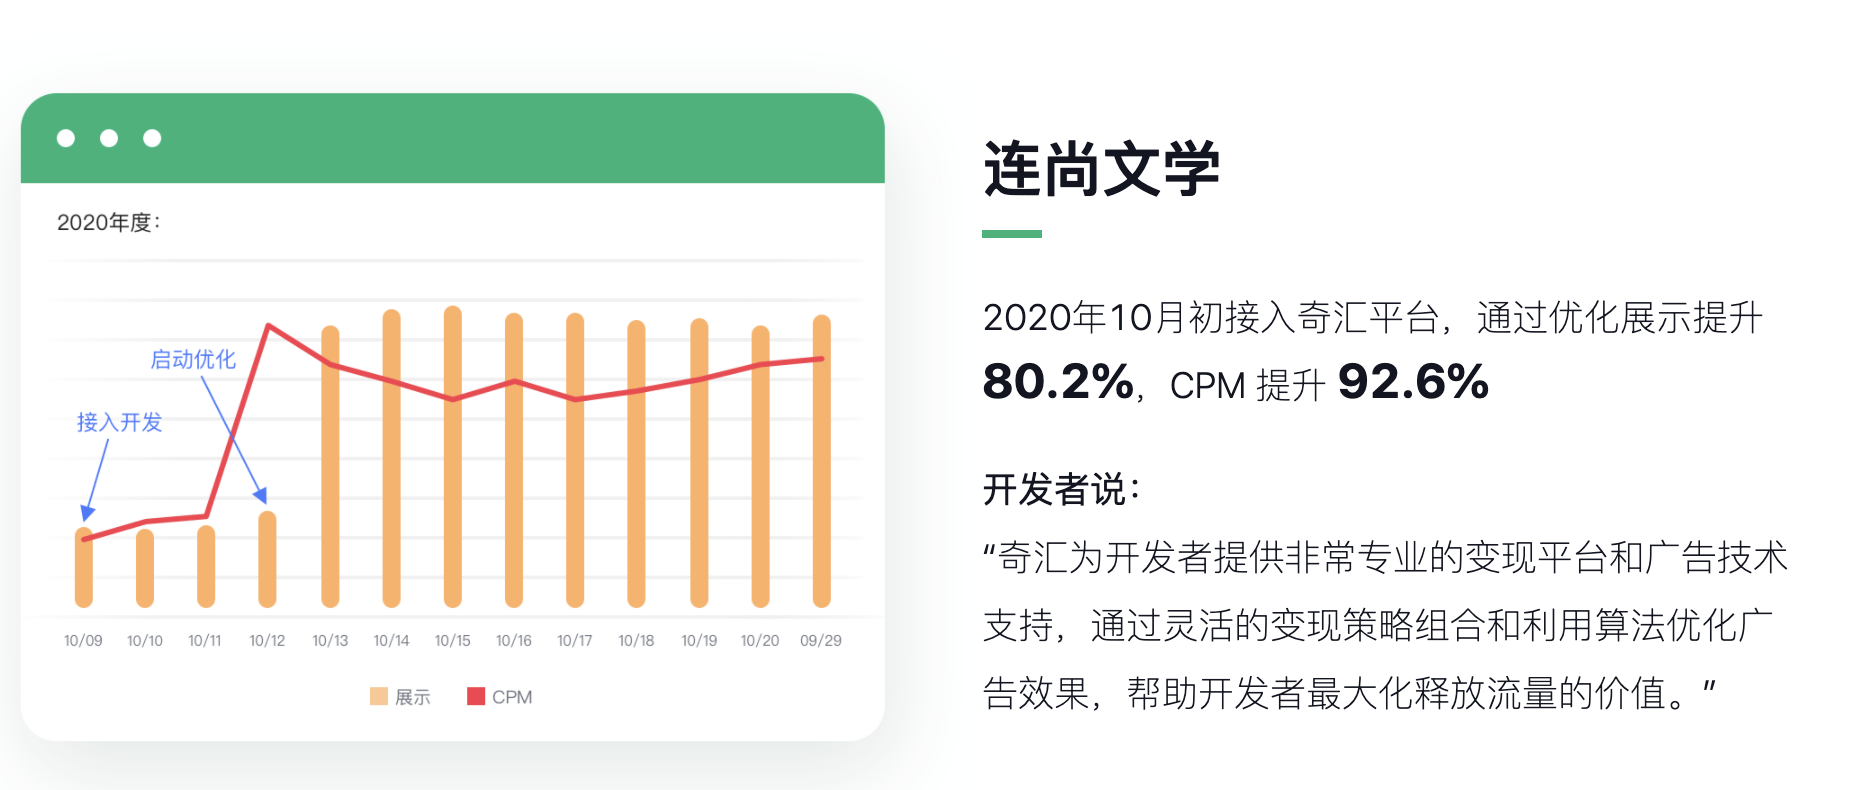 2020年度：
启动优化
接入开发
10/09 10/10 10/11 10/12 10/13 10/14 10/15 10/16 10/17 10/18 10/19 10/20 09/29
展示 CPM
连尚文学
2020年10月初接入奇汇平台，通过优化展示提升
80.2%，CPM 提升 92.6%
开发者说：
“奇汇为开发者提供非常专业的变现平台和广告技术
支持，通过灵活的变现策略组合和利用算法优化广
告效果，帮助开发者最大化释放流量的价值。”